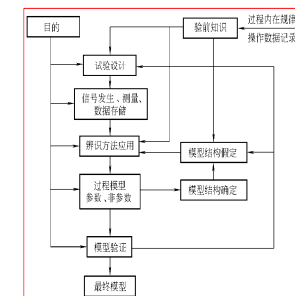 目的
验前知识
过程内在规律
操作数据记录
试验设计
信号发生、测量、
数据存储
辨识方法应用
模型结构假定
过程模型
参数、非参数
模型结构确定
模型验证
最终模型